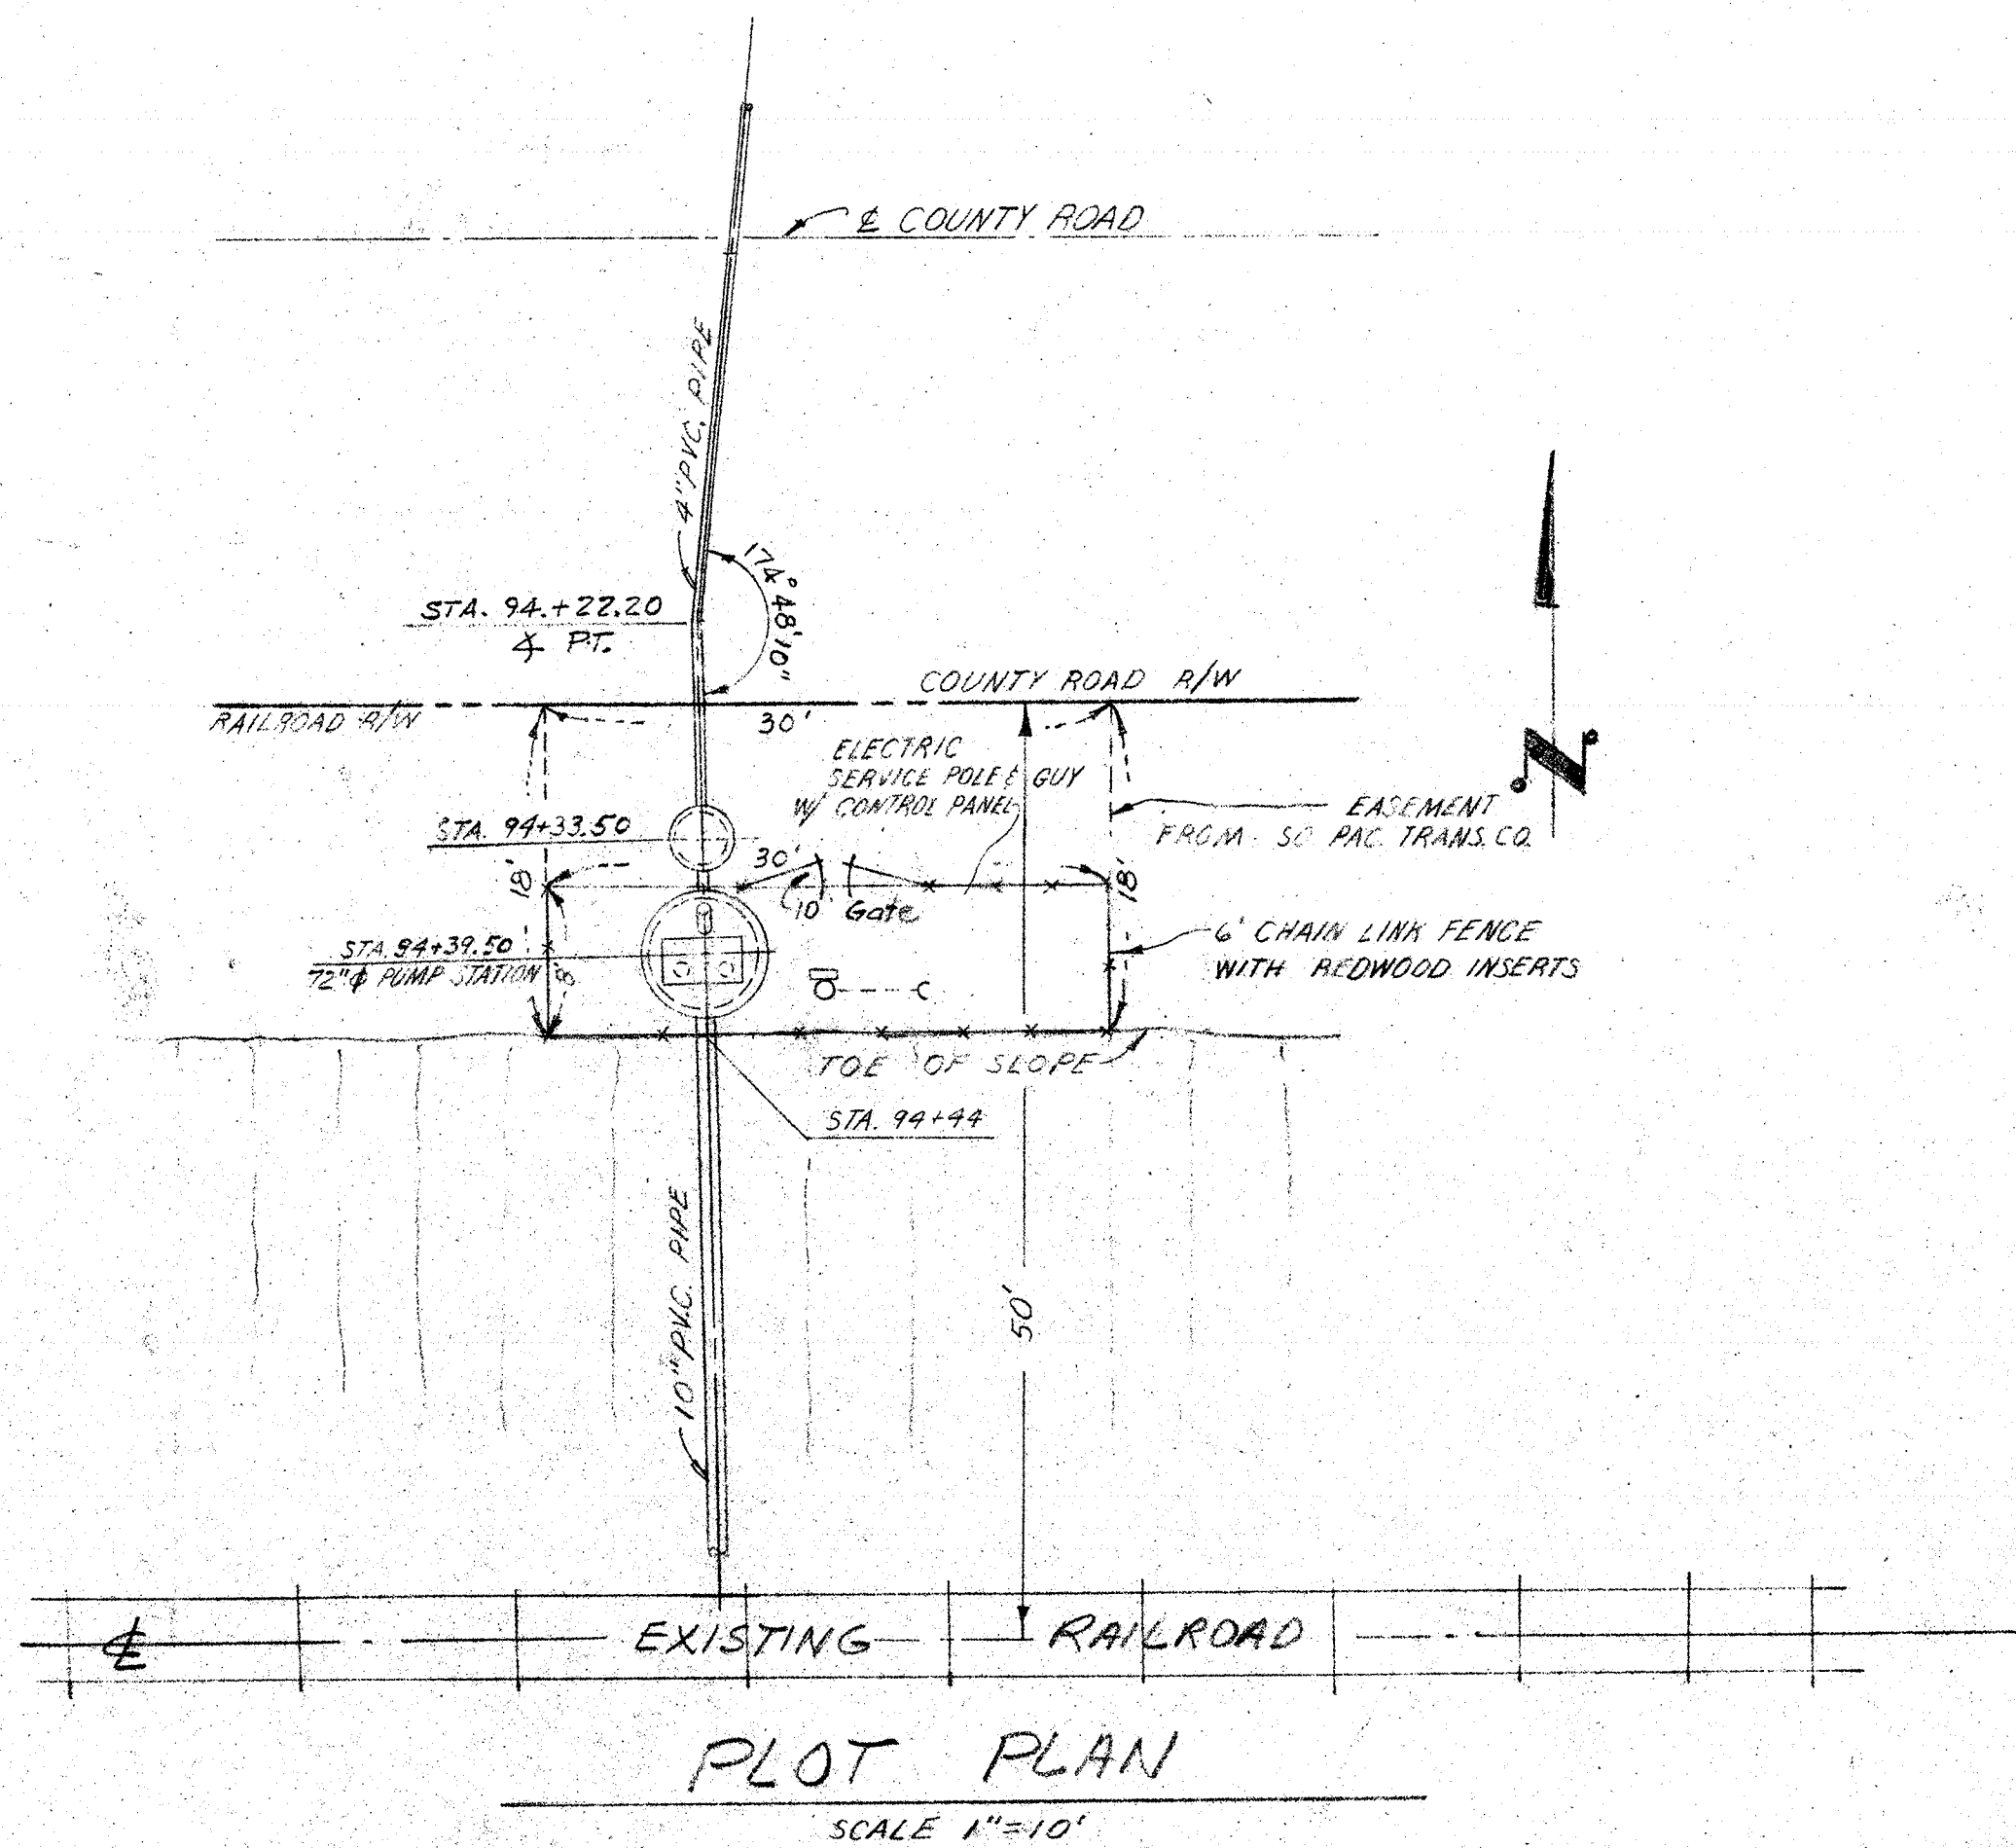 ℄ COUNTY ROAD
4" P.V.C. PIPE
174° 48' 10"
STA. 94.+22.20
∡ P.T.
COUNTY ROAD R/W
RAILROAD R/W
30'
ELECTRIC
SERVICE POLE & GUY
W/ CONTROL PANEL
EASEMENT
FROM SO PAC. TRANS. CO.
STA. 94+33.50
18'
30'
18'
10' Gate
6' CHAIN LINK FENCE
WITH REDWOOD INSERTS
STA. 94+39.50
72" ϕ PUMP STATION
8'
TOE OF SLOPE
STA. 94+44
10" P.V.C. PIPE
50'
℄ EXISTING RAILROAD
N
PLOT PLAN
SCALE 1"=10'